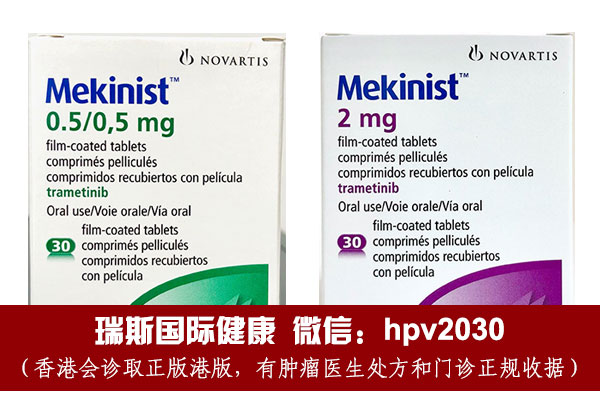 NOVARTIS
Mekinist™
0.5/0,5 mg
film-coated tablets
comprimés pelliculés
comprimidos recubiertos con película
trametinib
Oral use/Voie orale/Vía oral
30
film-coated tablets
comprimés pelliculés
comprimidos recubiertos
con película
NOVARTIS
Mekinist™
2 mg
film-coated tablets
comprimés pelliculés
comprimidos recubiertos con película
trametinib
Oral use/Voie orale/Vía oral
30
film-coated tablets
comprimés pelliculés
comprimidos recubiertos
con película
瑞斯国际健康 微信：hpv2030
（香港会诊取正版港版，有肿瘤医生处方和门诊正规收据）